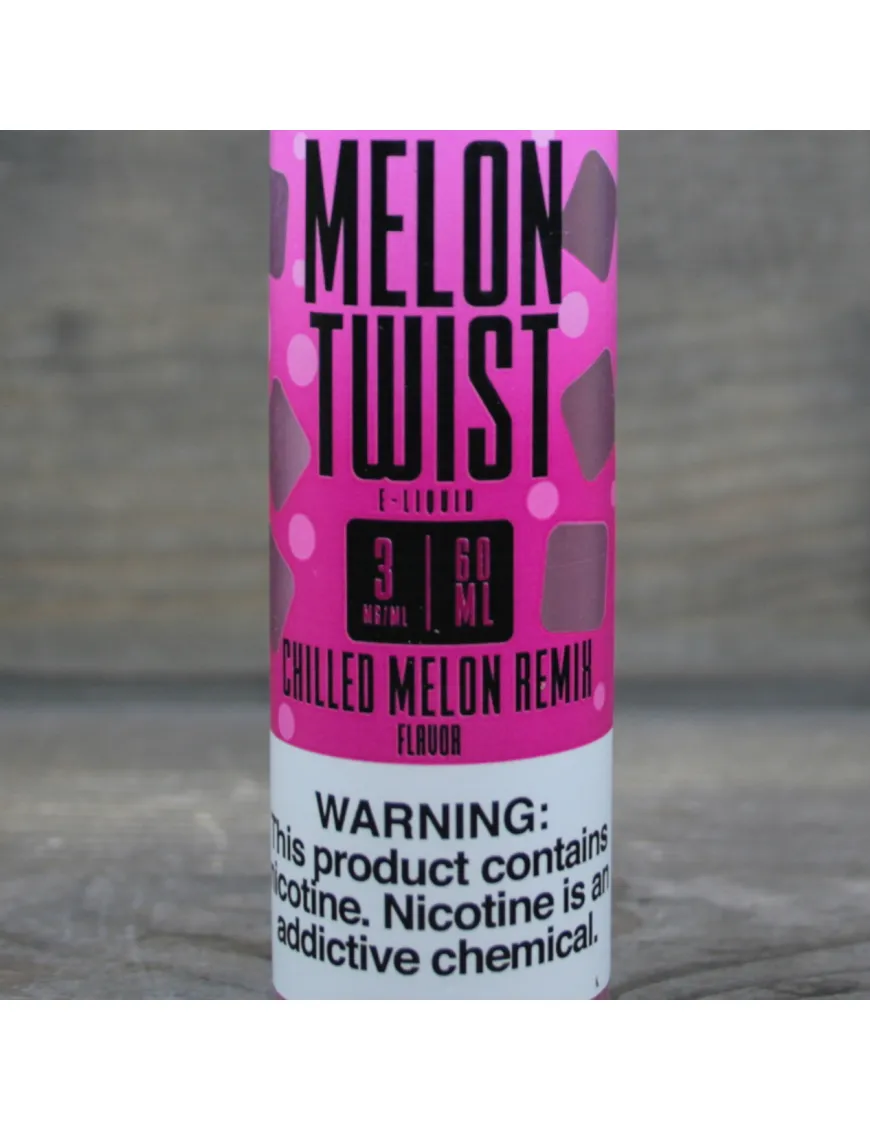 MELON
TWIST
E-LIQUID
3 | 60
MG/ML ML
CHILLED MELON REMIX
FLAVOR
WARNING:
This product contains
nicotine. Nicotine is an
addictive chemical.